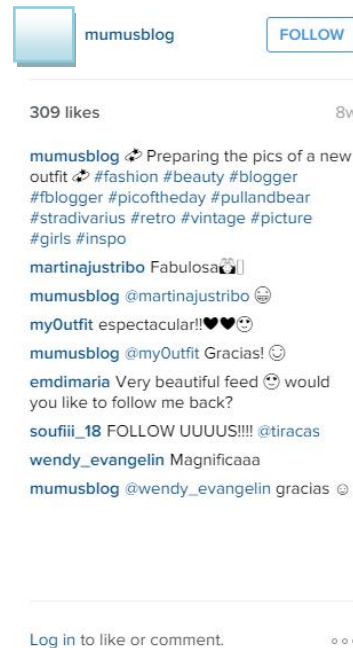 mumusblog FOLLOW
309 likes 8w
mumusblog 💫 Preparing the pics of a new
outfit 💫 #fashion #beauty #blogger
#fblogger #picoftheday #pullandbear
#stradivarius #retro #vintage #picture
#girls #inspo
martinajustribo Fabulosa
mumusblog @martinajustribo 😁
my0utfit espectacular!!♥♥😍
mumusblog @my0utfit Gracias! ☺
emdimaria Very beautiful feed 😍 would
you like to follow me back?
soufiii_18 FOLLOW UUUUS!!!! @tiracas
wendy_evangelin Magnificaaa
mumusblog @wendy_evangelin gracias ☺
Log in to like or comment.